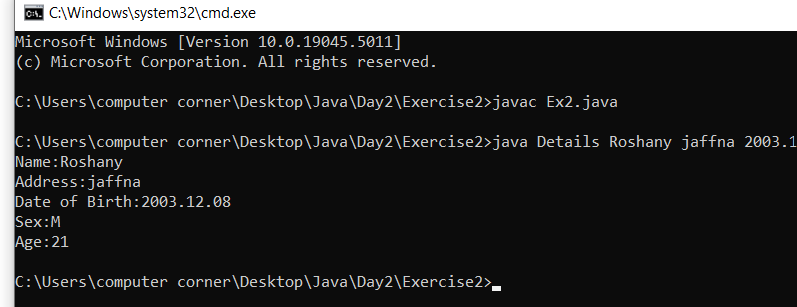 C:\Windows\system32\cmd.exe
Microsoft Windows [Version 10.0.19045.5011]
(c) Microsoft Corporation. All rights reserved.
C:\Users\computer corner\Desktop\Java\Day2\Exercise2>javac Ex2.java
C:\Users\computer corner\Desktop\Java\Day2\Exercise2>java Details Roshany jaffna 2003.1
Name:Roshany
Address:jaffna
Date of Birth:2003.12.08
Sex:M
Age:21
C:\Users\computer corner\Desktop\Java\Day2\Exercise2>